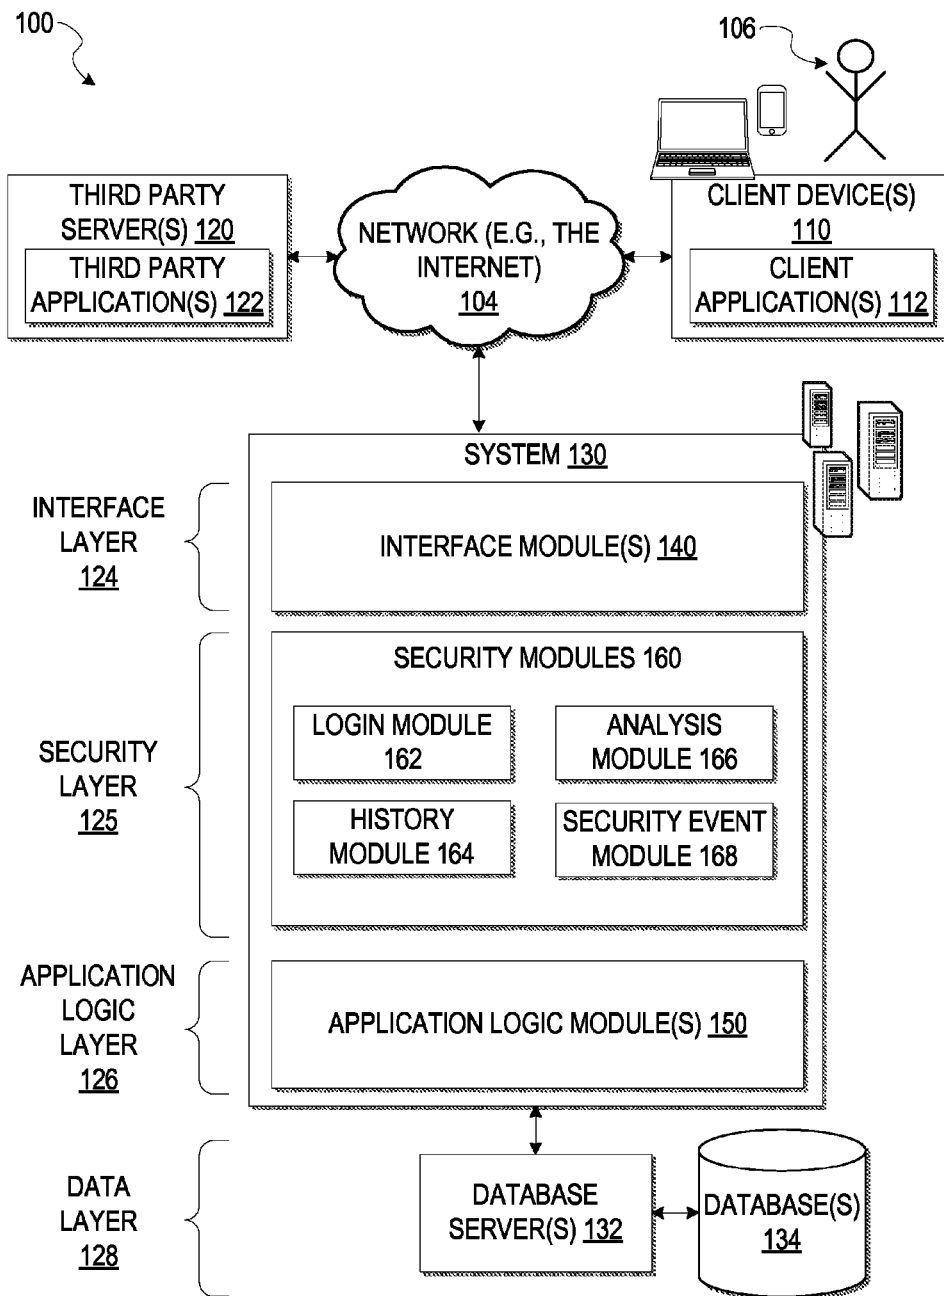 100
106
THIRD PARTY
SERVER(S) 120
THIRD PARTY
APPLICATION(S) 122
NETWORK (E.G., THE
INTERNET)
104
CLIENT DEVICE(S)
110
CLIENT
APPLICATION(S) 112
SYSTEM 130
INTERFACE
LAYER
124
INTERFACE MODULE(S) 140
SECURITY
LAYER
125
SECURITY MODULES 160
LOGIN MODULE
162
ANALYSIS
MODULE 166
HISTORY
MODULE 164
SECURITY EVENT
MODULE 168
APPLICATION
LOGIC
LAYER
126
APPLICATION LOGIC MODULE(S) 150
DATA
LAYER
128
DATABASE
SERVER(S) 132
DATABASE(S)
134